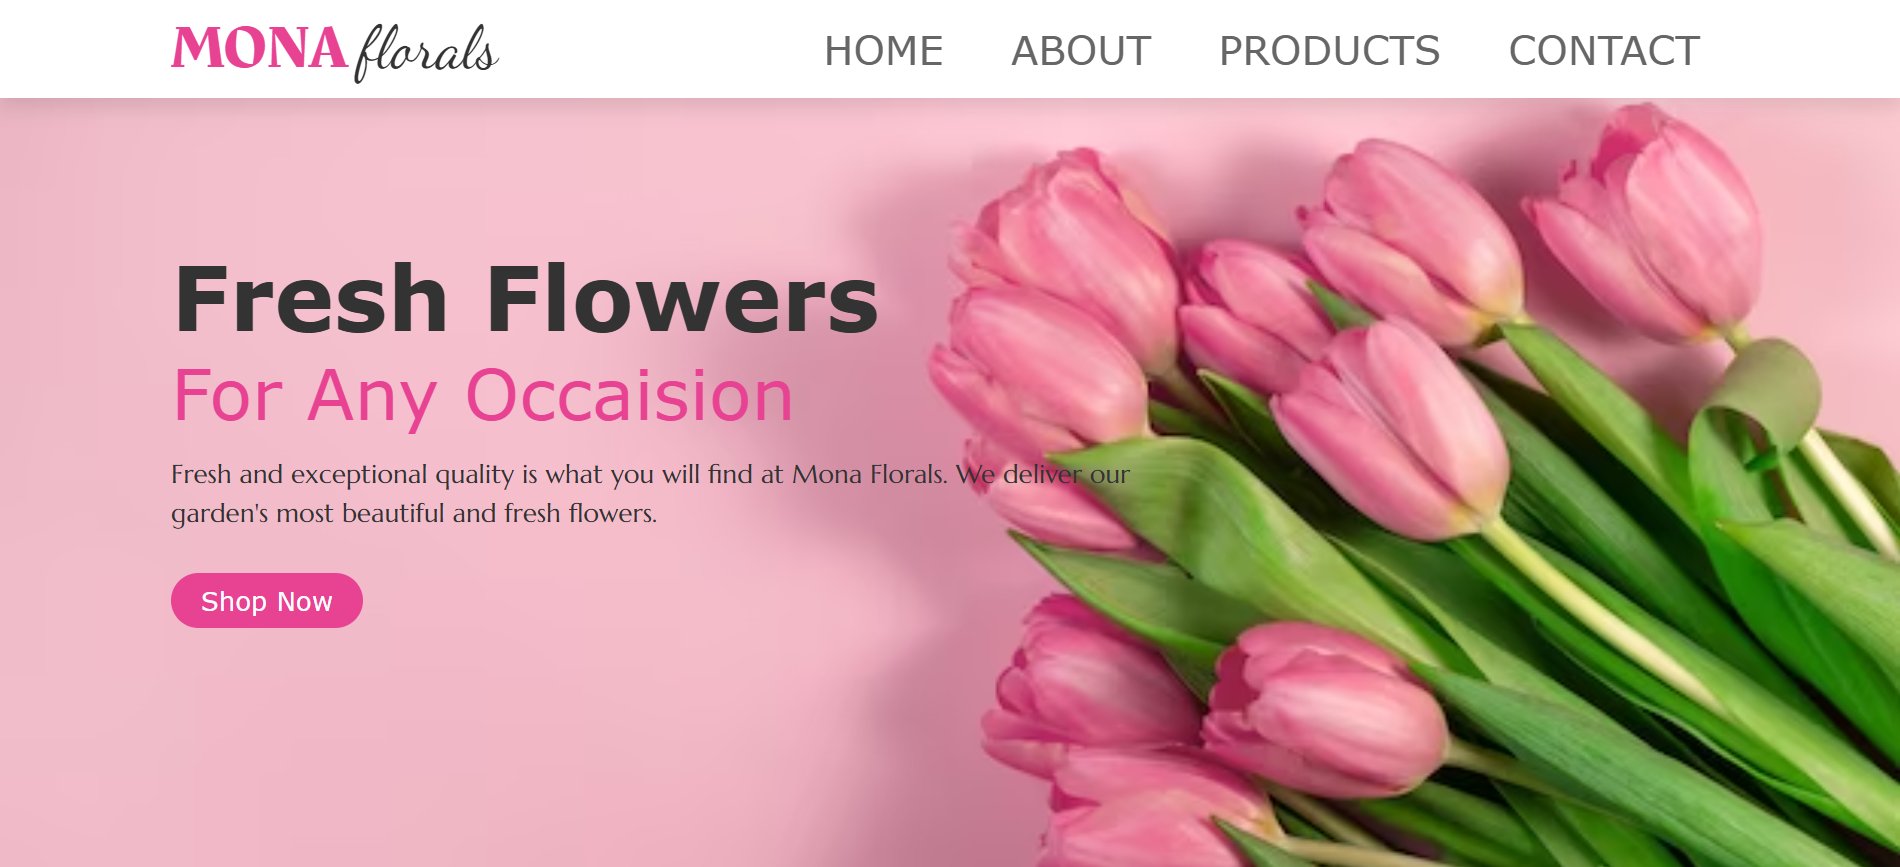 MONA florals
HOME ABOUT PRODUCTS CONTACT
Fresh Flowers
For Any Occaision
Fresh and exceptional quality is what you will find at Mona Florals. We deliver our
garden's most beautiful and fresh flowers.
Shop Now